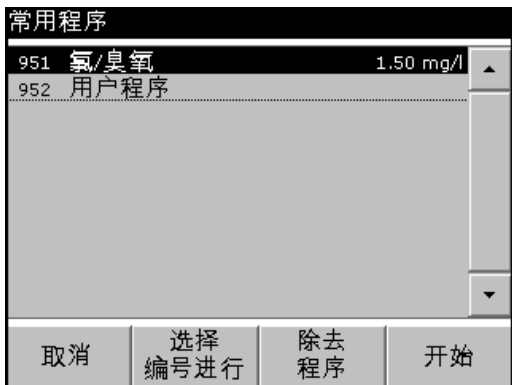 常用程序
951 氯/臭氧 1.50 mg/l
952 用户程序
取消
选择
编号进行
除去
程序
开始